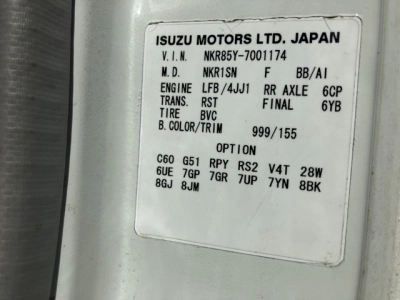 ISUZU MOTORS LTD. JAPAN
V.I.N. NKR85Y-7001174
M.D. NKR1SN F BB/AI
ENGINE LFB/4JJ1 RR AXLE 6CP
TRANS. RST FINAL 6YB
TIRE BVC
B.COLOR/TRIM 999/155
OPTION
C60 G51 RPY RS2 V4T 28W
6UE 7GP 7GR 7UP 7YN 8BK
8GJ 8JM